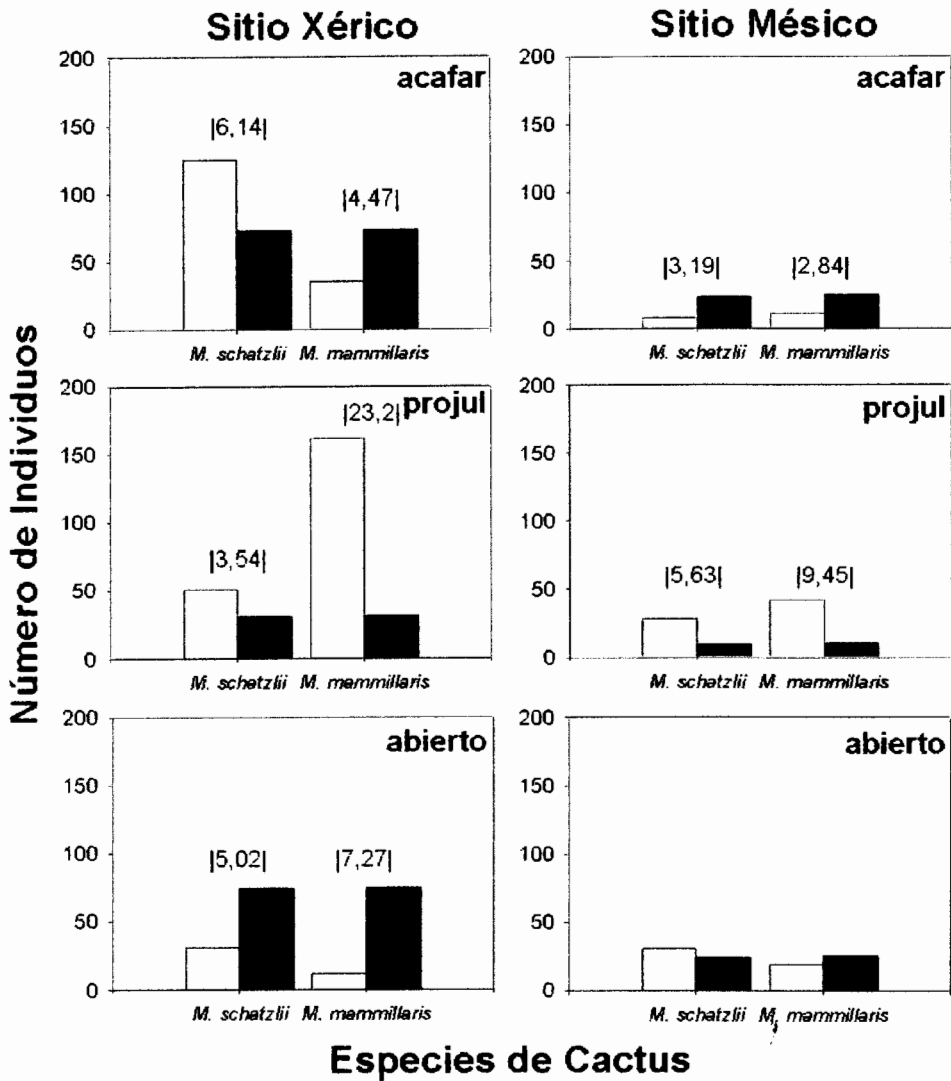 Sitio Xérico
Sitio Mésico
Número de Individuos
200
150
100
50
0
acafar
|6,14|
|4,47|
M. schatzlii M. mammillaris
200
150
100
50
0
acafar
|3,19|
|2,84|
M. schatzlii M. mammillaris
200
150
100
50
0
projul
|3,54|
|23,2|
M. schatzlii M. mammillaris
200
150
100
50
0
projul
|5,63|
|9,45|
M. schatzlii M. mammillaris
200
150
100
50
0
abierto
|5,02|
|7,27|
M. schatzlii M. mammillaris
200
150
100
50
0
abierto
M. schatzlii M. mammillaris
Especies de Cactus